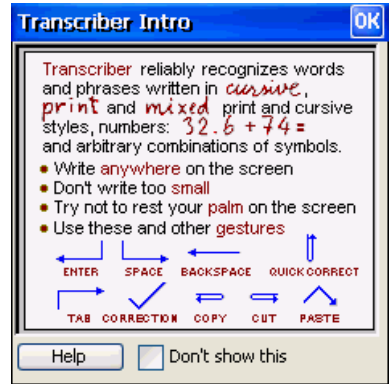 Transcriber Intro OK
Transcriber reliably recognizes words
and phrases written in cursive,
print and mixed print and cursive
styles, numbers: 32.6 + 74 =
and arbitrary combinations of symbols.
• Write anywhere on the screen
• Don't write too small
• Try not to rest your palm on the screen
• Use these and other gestures
ENTER SPACE BACKSPACE QUICK CORRECT
TAB CORRECTION COPY CUT PASTE
Help Don't show this